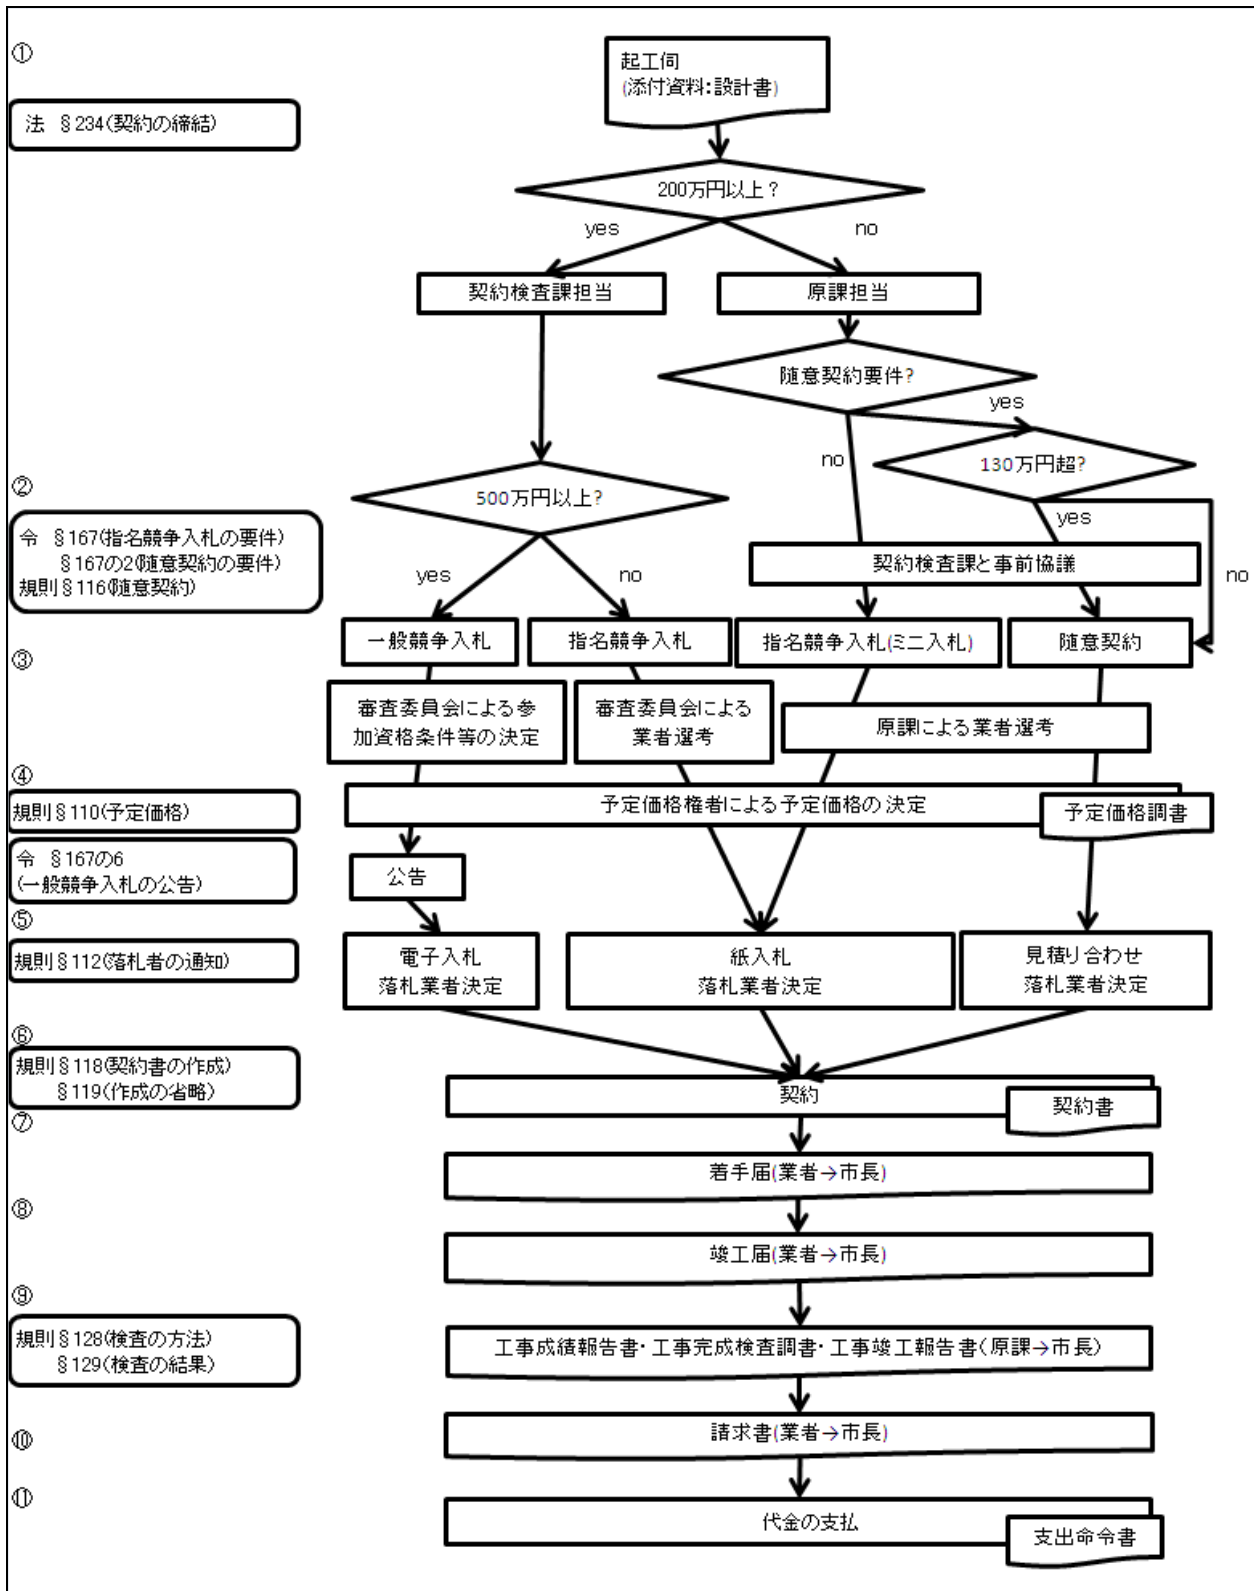 ①
起工伺
(添付資料:設計書)
法 §234(契約の締結)
200万円以上？
yes
no
契約検査課担当
原課担当
随意契約要件?
yes
no
130万円超?
②
500万円以上?
yes
令 §167(指名競争入札の要件)
§167の2(随意契約の要件)
規則§116(随意契約)
契約検査課と事前協議
yes
no
no
一般競争入札
指名競争入札
指名競争入札(ミニ入札)
随意契約
③
審査委員会による参
加資格条件等の決定
審査委員会による
業者選考
原課による業者選考
④
規則§110(予定価格)
予定価格権者による予定価格の決定
予定価格調書
令 §167の6
(一般競争入札の公告)
公告
⑤
規則§112(落札者の通知)
電子入札
落札業者決定
紙入札
落札業者決定
見積り合わせ
落札業者決定
⑥
規則§118(契約書の作成)
§119(作成の省略)
契約
契約書
⑦
着手届(業者→市長)
⑧
竣工届(業者→市長)
⑨
規則§128(検査の方法)
§129(検査の結果)
工事成績報告書・工事完成検査調書・工事竣工報告書(原課→市長)
⑩
請求書(業者→市長)
⑪
代金の支払
支出命令書